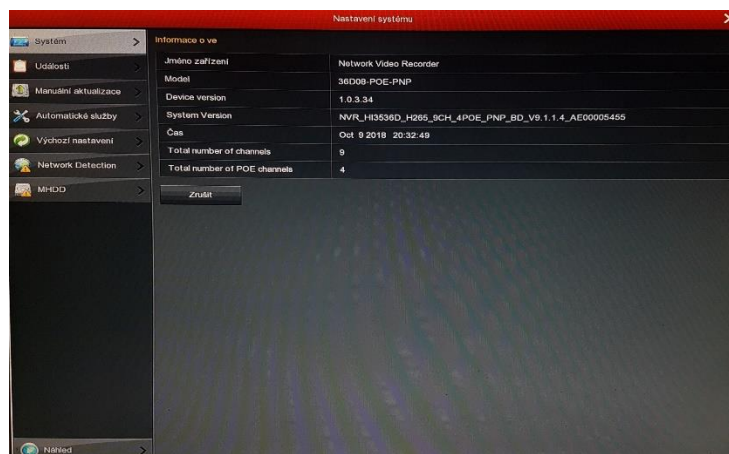 Nastavení systému
Systém
Události
Manuální aktualizace
Automatické služby
Výchozí nastavení
Network Detection
MHDD
Náhled
Informace o ve
Jméno zařízení Network Video Recorder
Model 36D08-POE-PNP
Device version 1.0.3.34
System Version NVR_HI3536D_H265_9CH_4POE_PNP_BD_V9.1.1.4_AE00005455
Čas Oct 9 2018 20:32:49
Total number of channels 9
Total number of POE channels 4
Zrušit